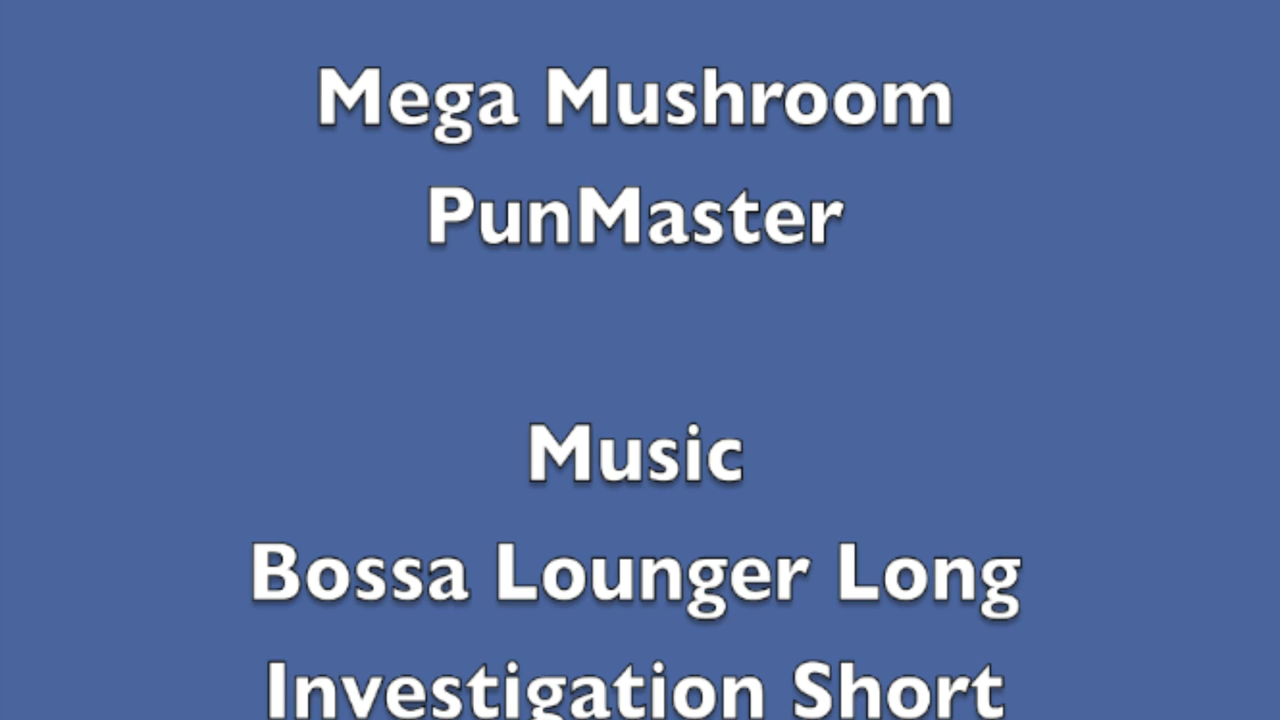 Mega Mushroom
PunMaster
Music
Bossa Lounger Long
Investigation Short